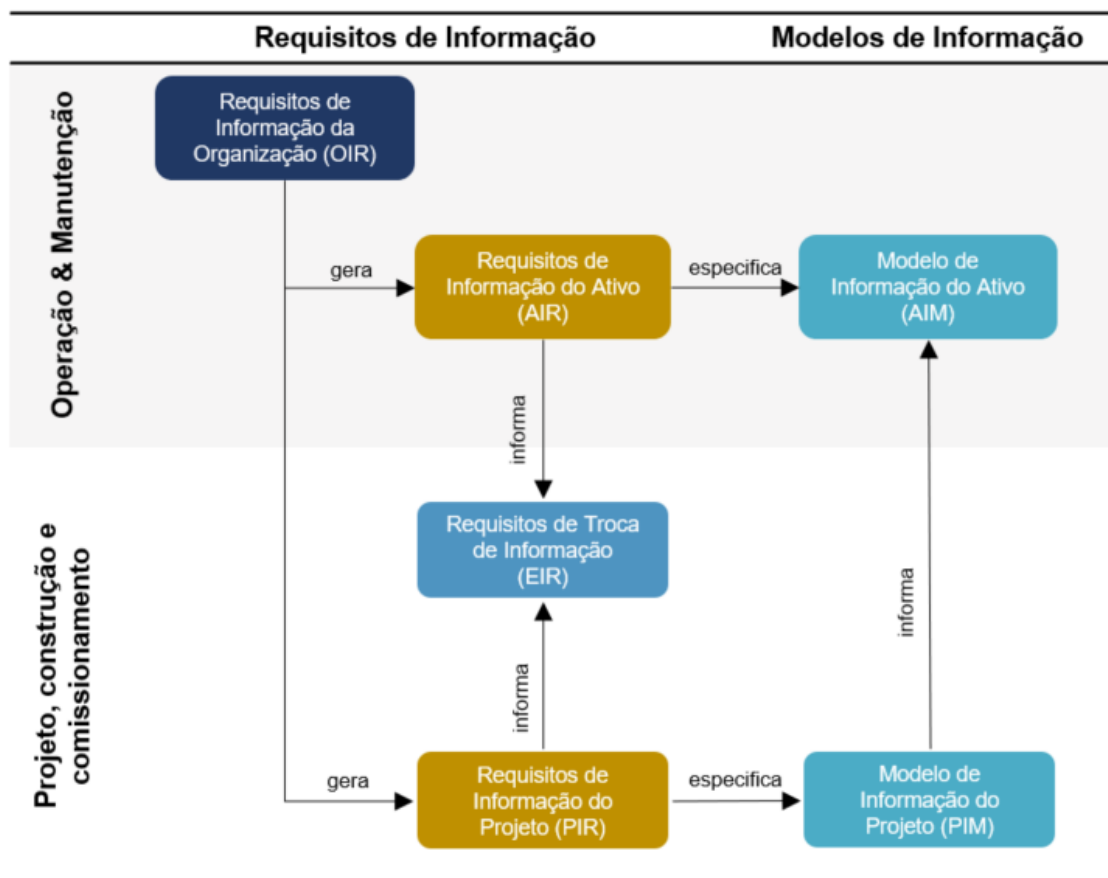 Requisitos de Informação
Modelos de Informação
Operação & Manutenção
Requisitos de
Informação da
Organização (OIR)
gera
Requisitos de
Informação do Ativo
(AIR)
especifica
Modelo de
Informação do Ativo
(AIM)
informa
Projeto, construção e
comissionamento
Requisitos de Troca
de Informação
(EIR)
informa
informa
gera
Requisitos de
Informação do
Projeto (PIR)
especifica
Modelo de
Informação do
Projeto (PIM)